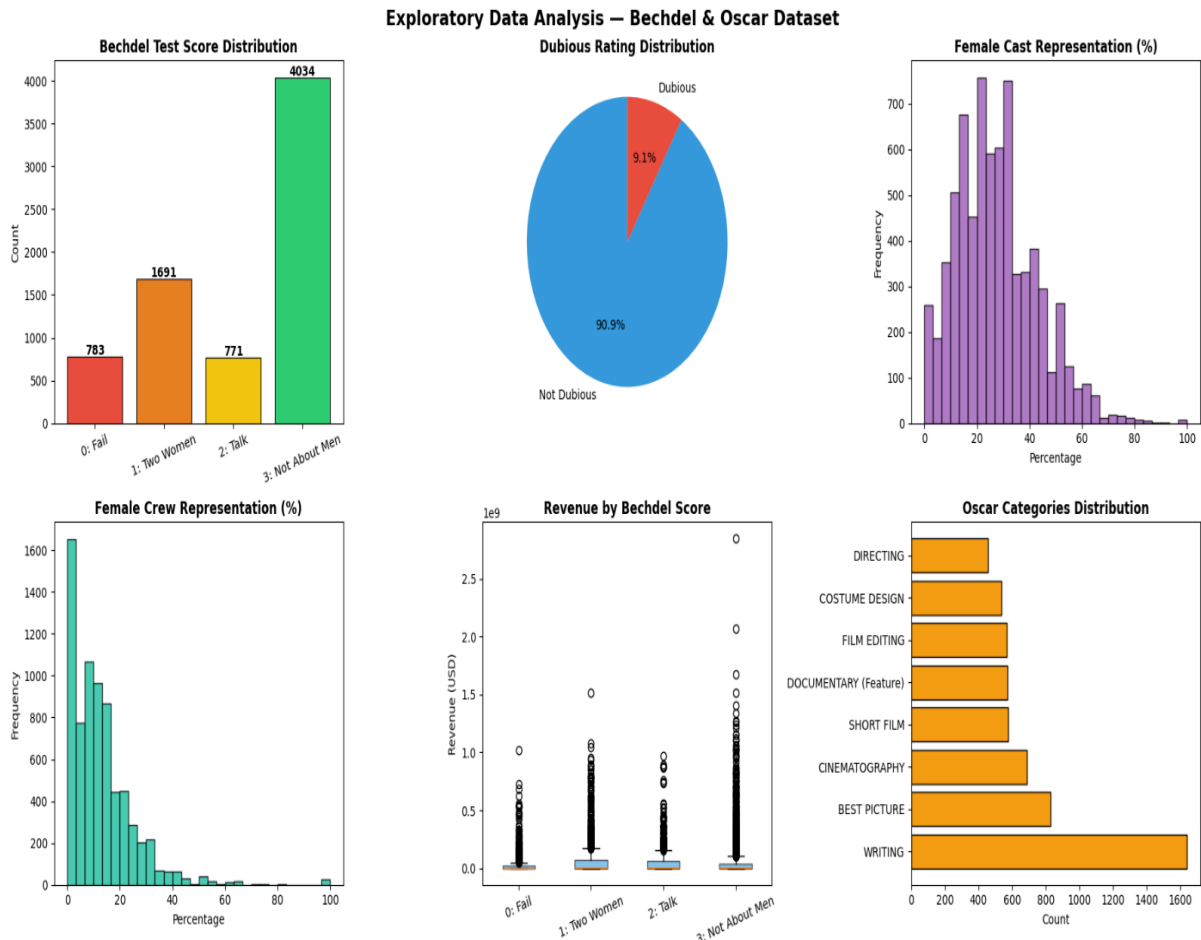 Exploratory Data Analysis — Bechdel & Oscar Dataset
Bechdel Test Score Distribution
4034
4000
3500
3000
2500
2000
1691
1500
1000
783
771
500
0
Count
0: Fail
1: Two Women
2: Talk
3: Not About Men
Dubious Rating Distribution
Dubious
9.1%
90.9%
Not Dubious
Female Cast Representation (%)
700
600
500
400
300
200
100
0
Frequency
0 20 40 60 80 100
Percentage
Female Crew Representation (%)
1600
1400
1200
1000
800
600
400
200
0
Frequency
0 20 40 60 80 100
Percentage
Revenue by Bechdel Score
1e9
2.5
2.0
1.5
1.0
0.5
0.0
Revenue (USD)
0: Fail
1: Two Women
2: Talk
3: Not About Men
Oscar Categories Distribution
DIRECTING
COSTUME DESIGN
FILM EDITING
DOCUMENTARY (Feature)
SHORT FILM
CINEMATOGRAPHY
BEST PICTURE
WRITING
0 200 400 600 800 1000 1200 1400 1600
Count